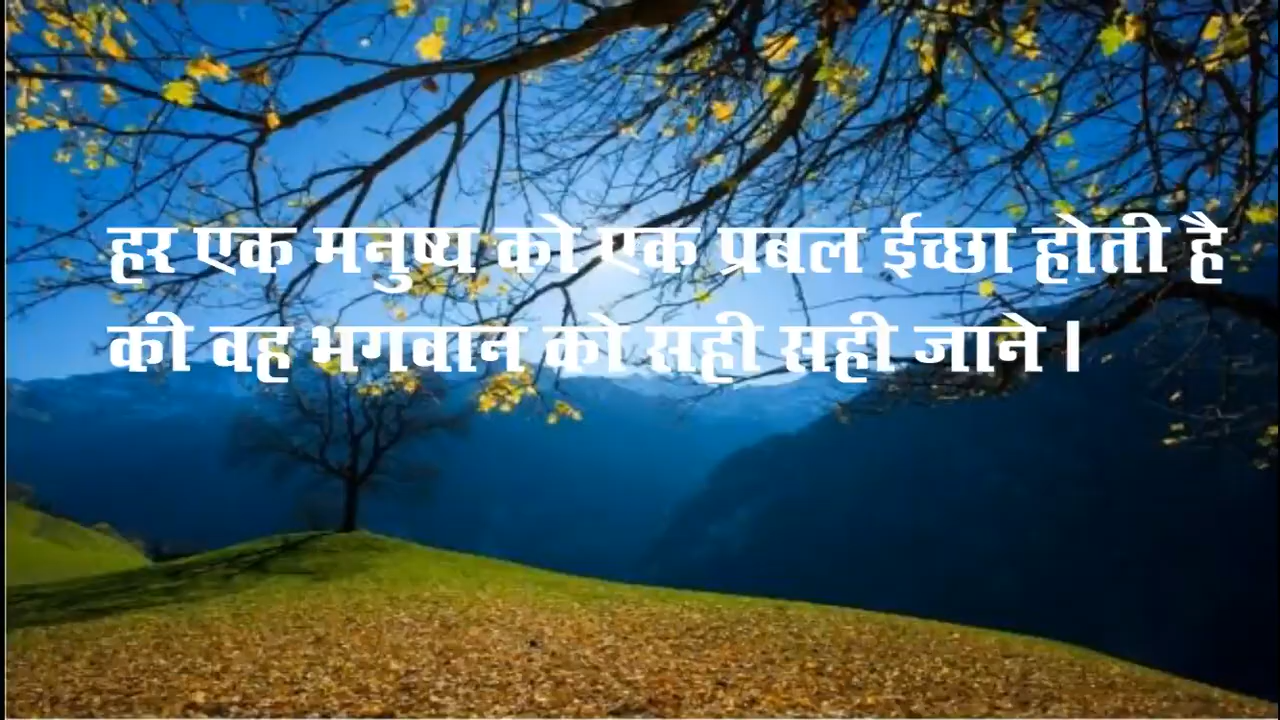 हर एक मनुष्य को एक प्रबल ईच्छा होती है
की वह भगवान को सही सही जाने ।